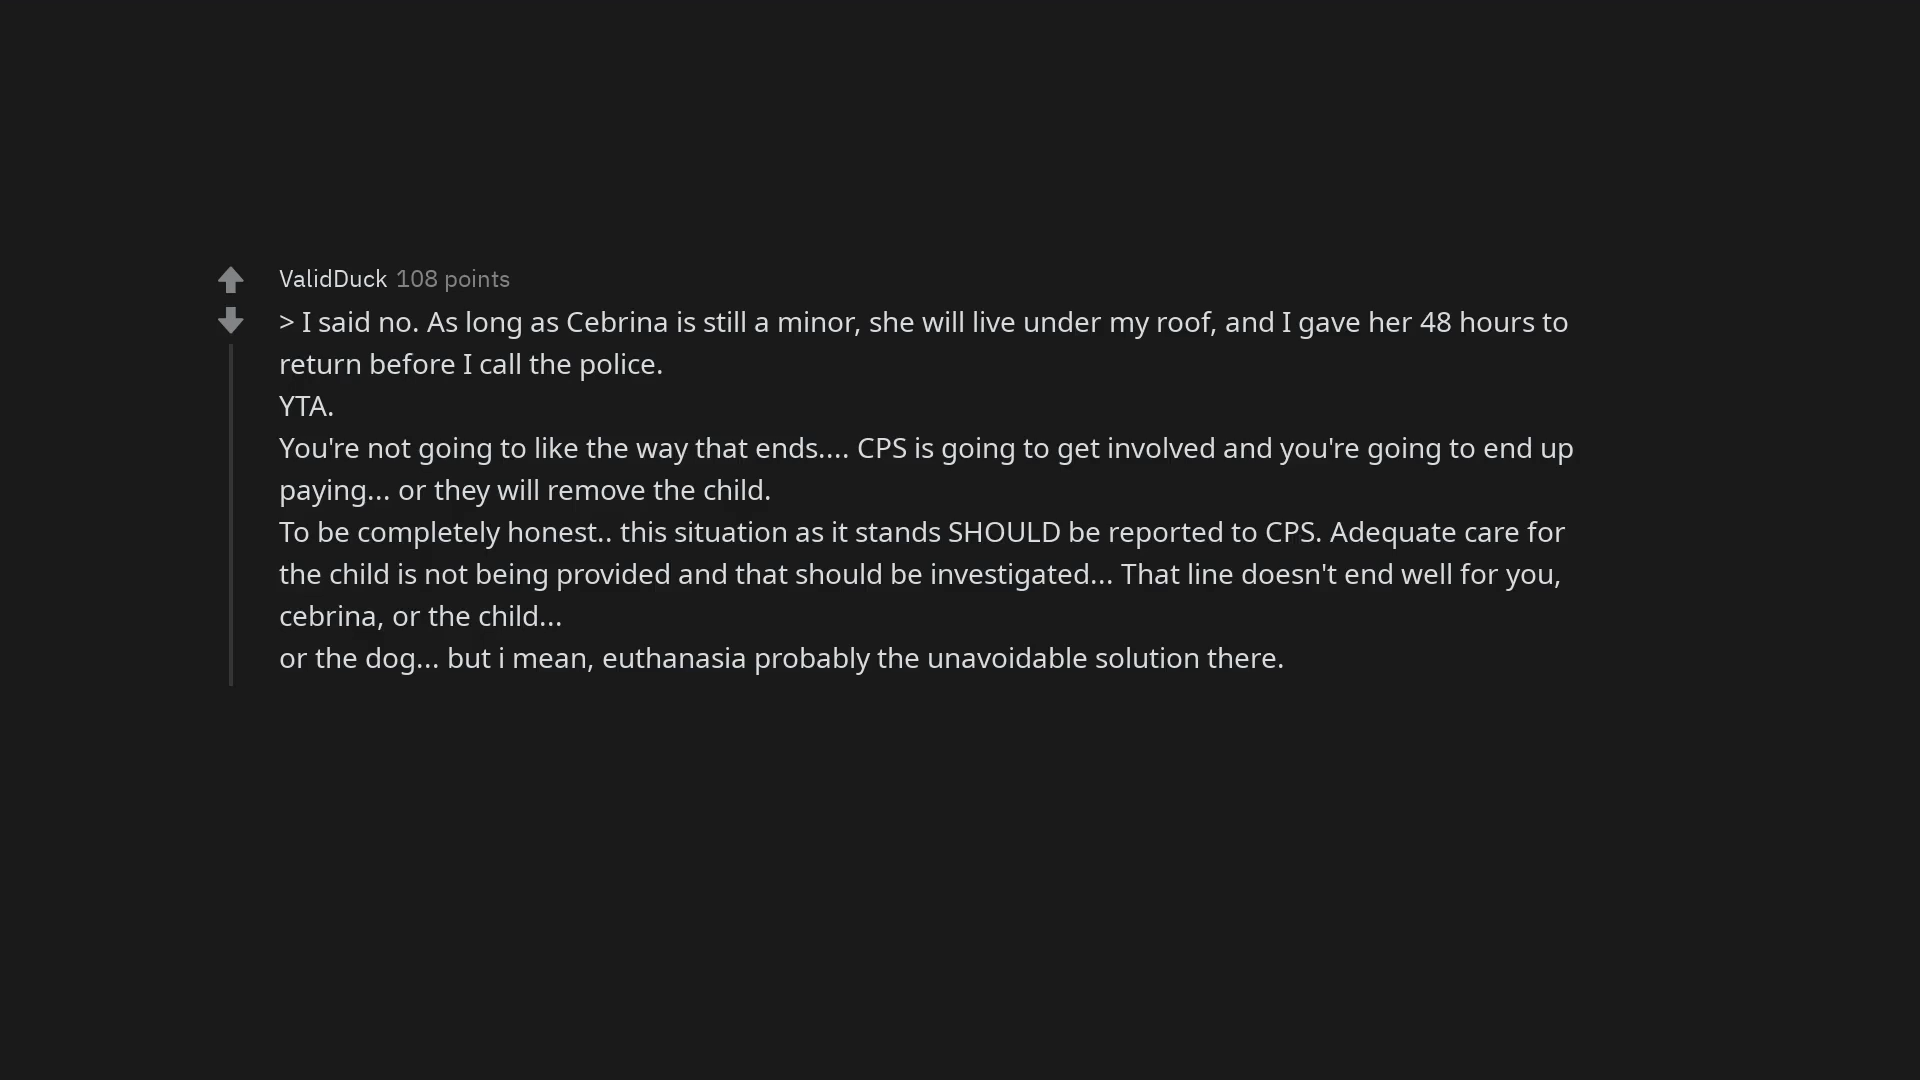 ValidDuck 108 points
> I said no. As long as Cebrina is still a minor, she will live under my roof, and I gave her 48 hours to
return before I call the police.
YTA.
You're not going to like the way that ends.... CPS is going to get involved and you're going to end up
paying... or they will remove the child.
To be completely honest.. this situation as it stands SHOULD be reported to CPS. Adequate care for
the child is not being provided and that should be investigated... That line doesn't end well for you,
cebrina, or the child...
or the dog... but i mean, euthanasia probably the unavoidable solution there.